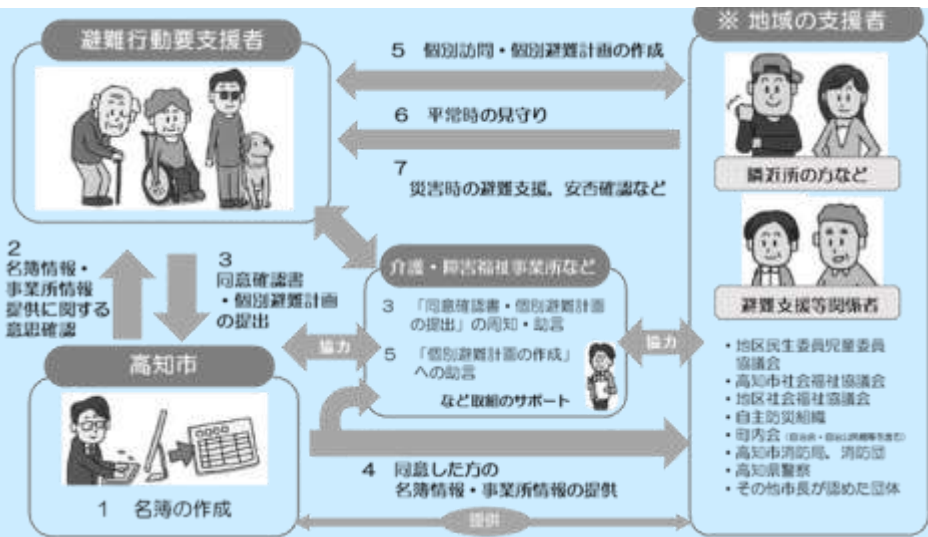 避難行動要支援者
※ 地域の支援者
5 個別訪問・個別避難計画の作成
6 平常時の見守り
7
災害時の避難支援，安否確認など
隣近所の方など
避難支援等関係者
・地区民生委員児童委員
協議会
・高知市社会福祉協議会
・地区社会福祉協議会
・自主防災組織
・町内会
・高知市消防局，消防団
・高知県警察
・その他市長が認めた団体
2
名簿情報・
事業所情報
提供に関する
意思確認
3
同意確認書
・個別避難計画
の提出
介護・障害福祉事業所など
3 「同意確認書・個別避難計画
の提出」の周知・助言
5 「個別避難計画の作成」
への助言
など取組のサポート
協力
協力
高知市
1 名簿の作成
4 同意した方の
名簿情報・事業所情報の提供
提供